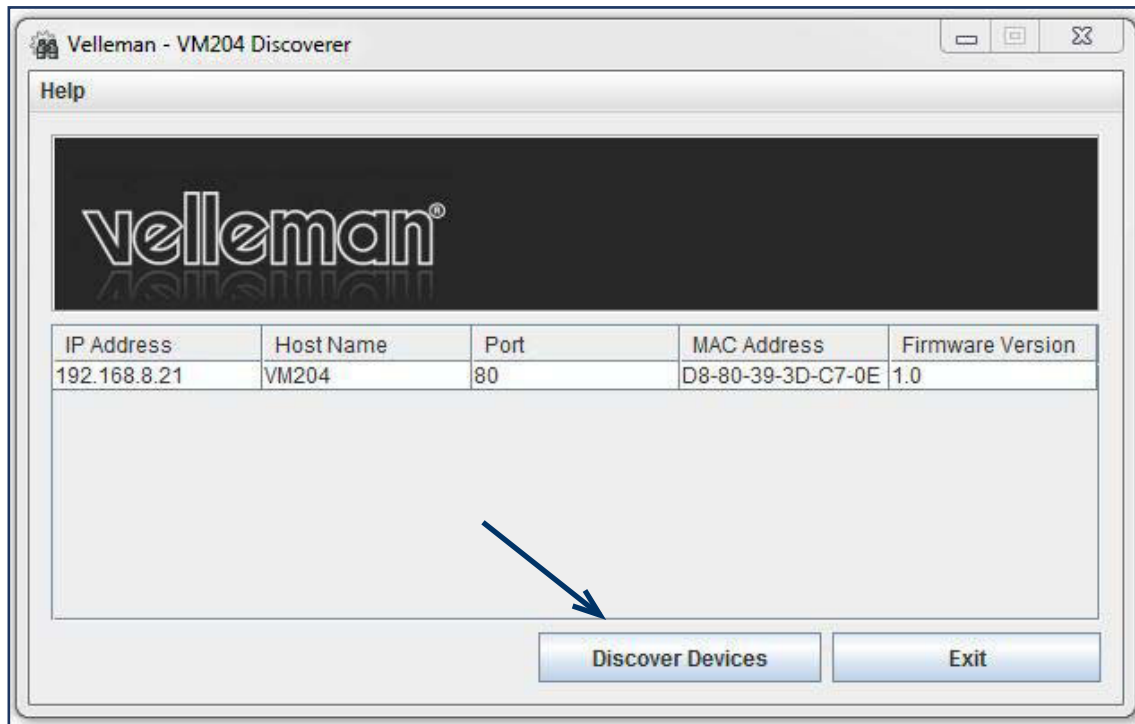 Velleman - VM204 Discoverer
Help
velleman®
IP Address Host Name Port MAC Address Firmware Version
192.168.8.21 VM204 80 D8-80-39-3D-C7-0E 1.0
Discover Devices Exit